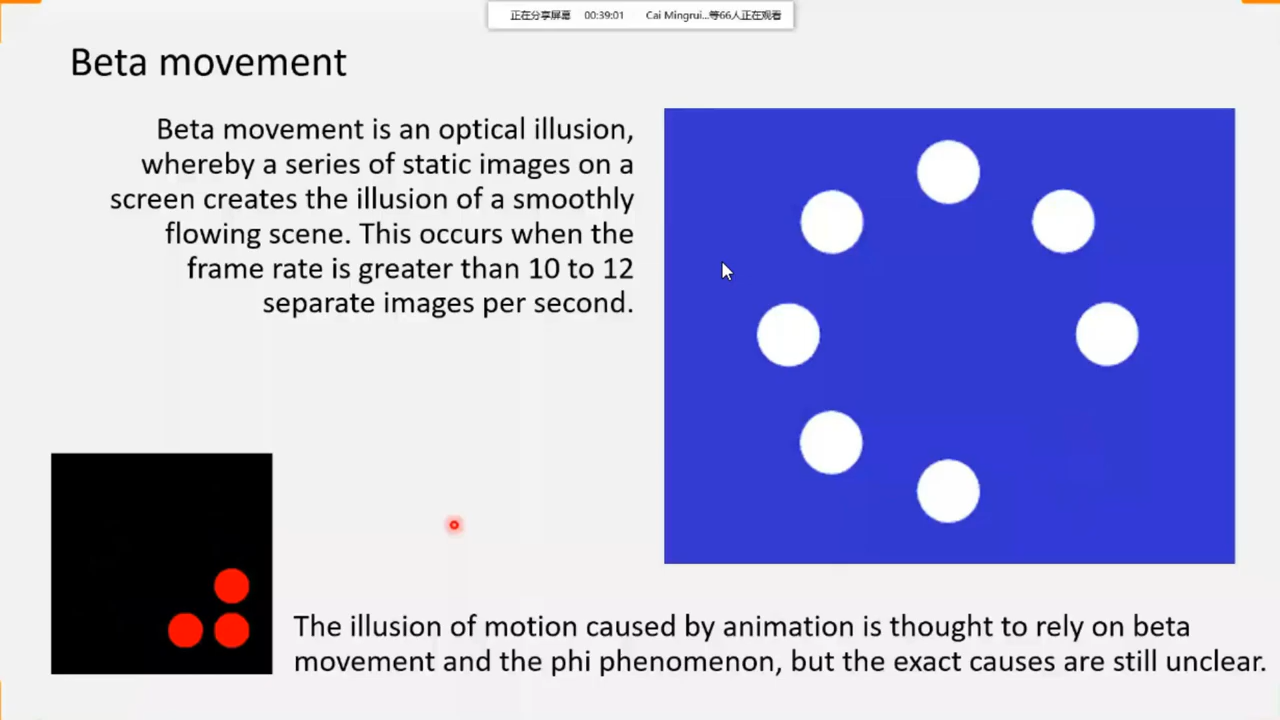 正在分享屏幕 00:39:01 Cai Mingrui...等66人正在观看
Beta movement
Beta movement is an optical illusion,
whereby a series of static images on a
screen creates the illusion of a smoothly
flowing scene. This occurs when the
frame rate is greater than 10 to 12
separate images per second.
The illusion of motion caused by animation is thought to rely on beta
movement and the phi phenomenon, but the exact causes are still unclear.